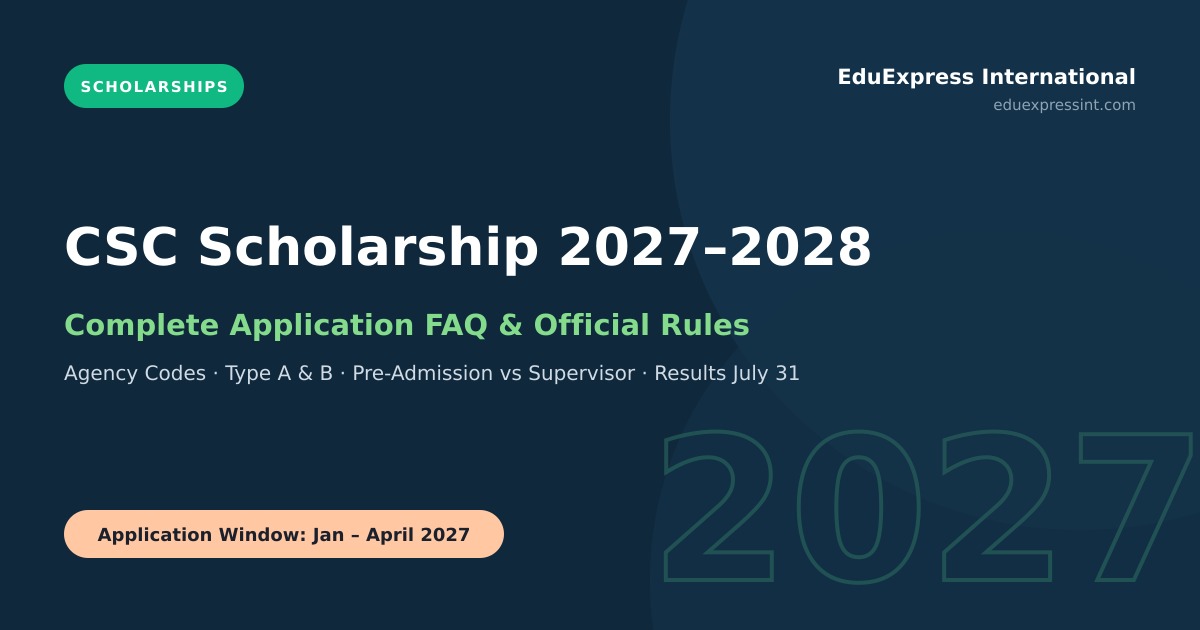 SCHOLARSHIPS
EduExpress International
eduexpressint.com
CSC Scholarship 2027–2028
Complete Application FAQ & Official Rules
Agency Codes · Type A & B · Pre-Admission vs Supervisor · Results July 31
2027
Application Window: Jan – April 2027